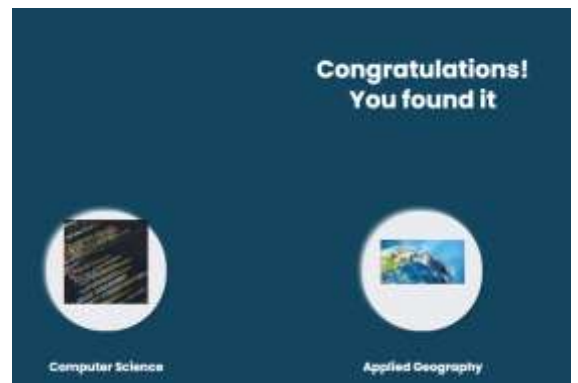 Congratulations!
You found it
Computer Science
Applied Geography